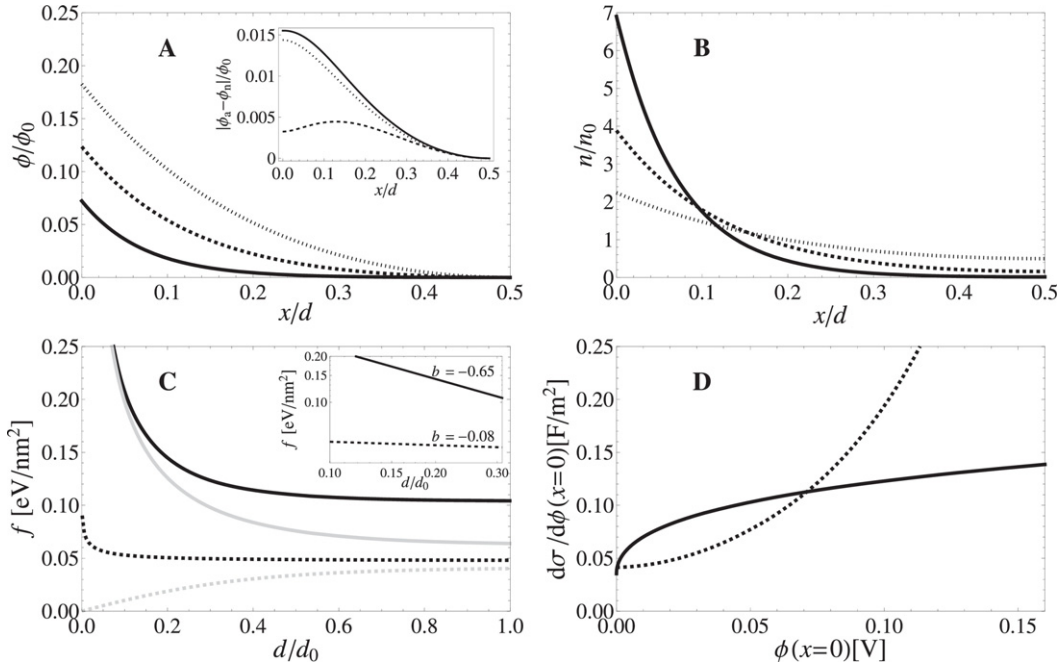 A
ϕ/ϕ₀
0.25
0.20
0.15
0.10
0.05
0.00
0.0 0.1 0.2 0.3 0.4 0.5
x/d
|ϕₐ−ϕₙ|/ϕ₀
0.015
0.01
0.005
0
0.0 0.1 0.2 0.3 0.4 0.5
x/d
B
n/n₀
7
6
5
4
3
2
1
0
0.0 0.1 0.2 0.3 0.4 0.5
x/d
C
f [eV/nm²]
0.25
0.20
0.15
0.10
0.05
0.00
0.0 0.2 0.4 0.6 0.8 1.0
d/d₀
f [eV/nm²]
0.20
0.15
0.10
b = −0.65
b = −0.08
0.10 0.20 0.30
d/d₀
D
dσ/dϕ(x=0)[F/m²]
0.25
0.20
0.15
0.10
0.05
0.00
0.00 0.05 0.10 0.15
ϕ(x=0)[V]